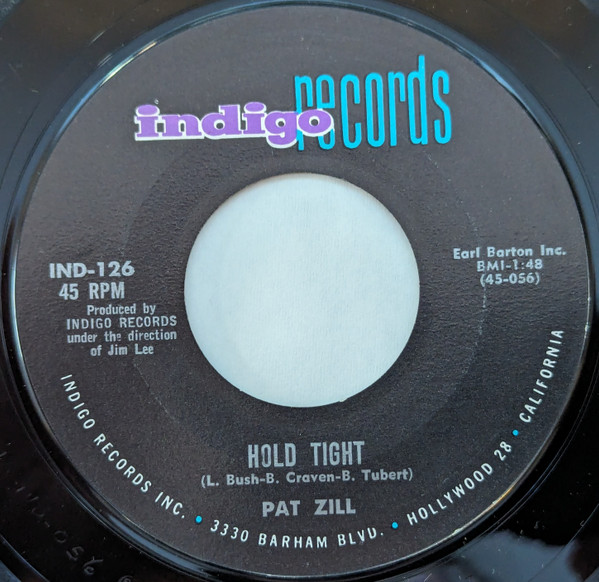 indigo records
IND-126
45 RPM
Produced by
INDIGO RECORDS
under the direction
of Jim Lee
Earl Barton Inc.
BMI-1:48
(45-056)
HOLD TIGHT
(L. Bush-B. Craven-B. Tubert)
PAT ZILL
INDIGO RECORDS INC. • 3330 BARHAM BLVD. • HOLLYWOOD 28 • CALIFORNIA